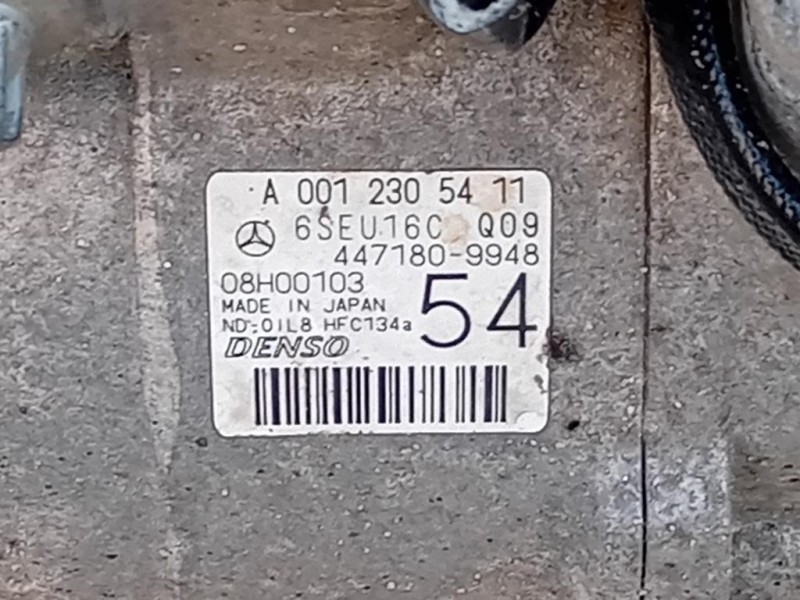 A 001 230 54 11
6SEU16C Q09
447180-9948
08H00103
MADE IN JAPAN
ND-OIL8 HFC134a
54
DENSO